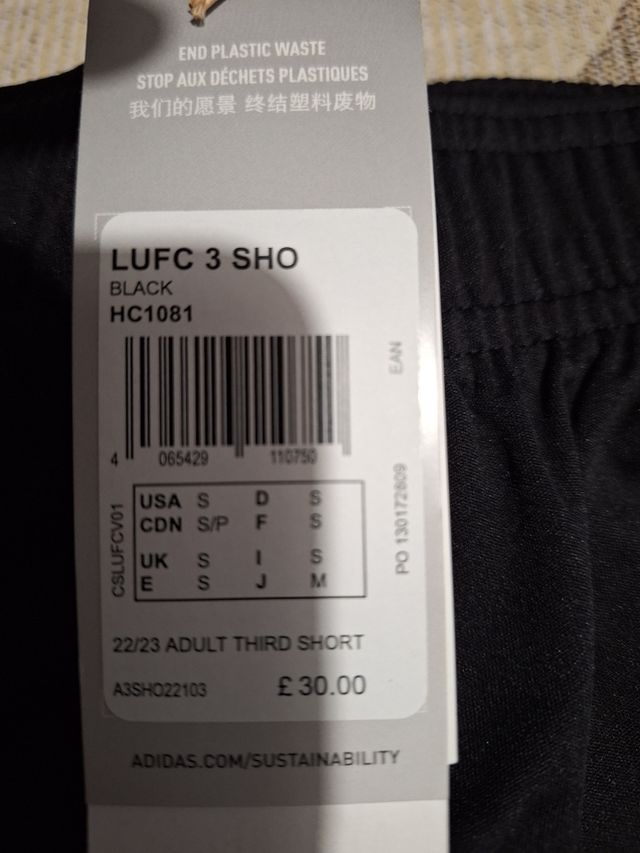 END PLASTIC WASTE
STOP AUX DÉCHETS PLASTIQUES
我们的愿景 终结塑料废物
LUFC 3 SHO
BLACK
HC1081
EAN
4 065429 110750
PO 130172609
CSLUFCV01
USA S D S
CDN S/P F S
UK S I S
E S J M
22/23 ADULT THIRD SHORT
A3SHO22103 £30.00
ADIDAS.COM/SUSTAINABILITY